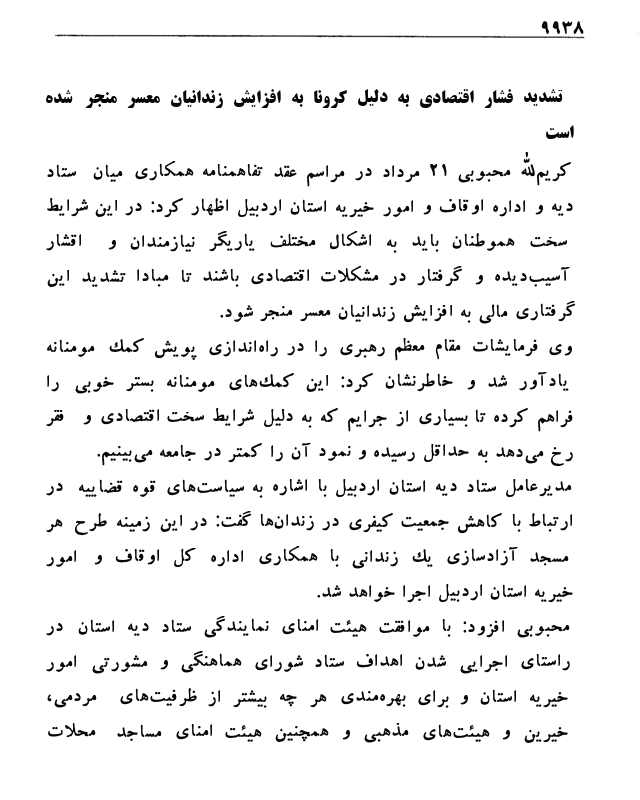 ۹۹۳۸
تشدید فشار اقتصادی به دلیل کرونا به افزایش زندانیان معسر منجر شده
است
کریم‌لله محبوبی ۲۱ مرداد در مراسم عقد تفاهمنامه همکاری میان ستاد
دیه و اداره اوقاف و امور خیریه استان اردبیل اظهار کرد: در این شرایط
سخت هموطنان باید به اشکال مختلف یاریگر نیازمندان و اقشار
آسیب‌دیده و گرفتار در مشکلات اقتصادی باشند تا مبادا تشدید این
گرفتاری مالی به افزایش زندانیان معسر منجر شود.
وی فرمایشات مقام معظم رهبری را در راه‌اندازی پویش کمک مومنانه
یادآور شد و خاطرنشان کرد: این کمک‌های مومنانه بستر خوبی را
فراهم کرده تا بسیاری از جرایم که به دلیل شرایط سخت اقتصادی و فقر
رخ می‌دهد به حداقل رسیده و نمود آن را کمتر در جامعه می‌بینیم.
مدیرعامل ستاد دیه استان اردبیل با اشاره به سیاست‌های قوه قضاییه در
ارتباط با کاهش جمعیت کیفری در زندان‌ها گفت: در این زمینه طرح هر
مسجد آزادسازی یک زندانی با همکاری اداره کل اوقاف و امور
خیریه استان اردبیل اجرا خواهد شد.
محبوبی افزود: با موافقت هیئت امنای نمایندگی ستاد دیه استان در
راستای اجرایی شدن اهداف ستاد شورای هماهنگی و مشورتی امور
خیریه استان و برای بهره‌مندی هر چه بیشتر از ظرفیت‌های مردمی،
خیرین و هیئت‌های مذهبی و همچنین هیئت امنای مساجد محلات